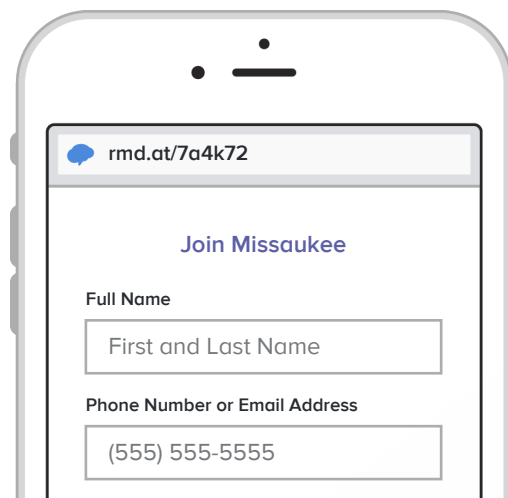 rmd.at/7a4k72
Join Missaukee
Full Name
First and Last Name
Phone Number or Email Address
(555) 555-5555